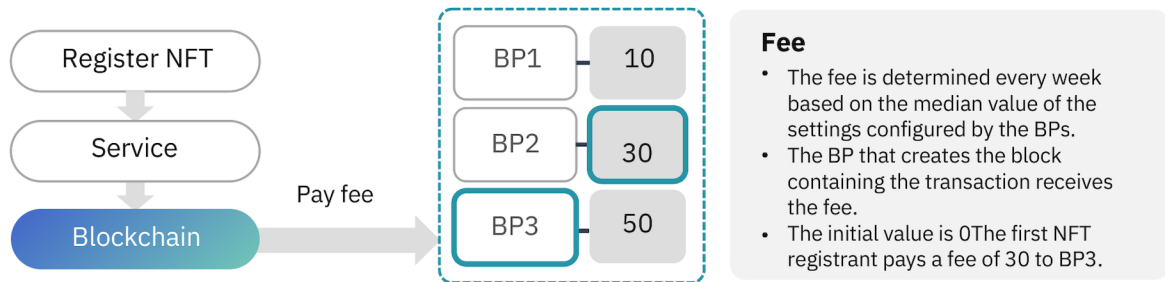 Register NFT
Service
Blockchain
Pay fee
BP1
10
BP2
30
BP3
50
Fee
• The fee is determined every week
based on the median value of the
settings configured by the BPs.
• The BP that creates the block
containing the transaction receives
the fee.
• The initial value is 0The first NFT
registrant pays a fee of 30 to BP3.